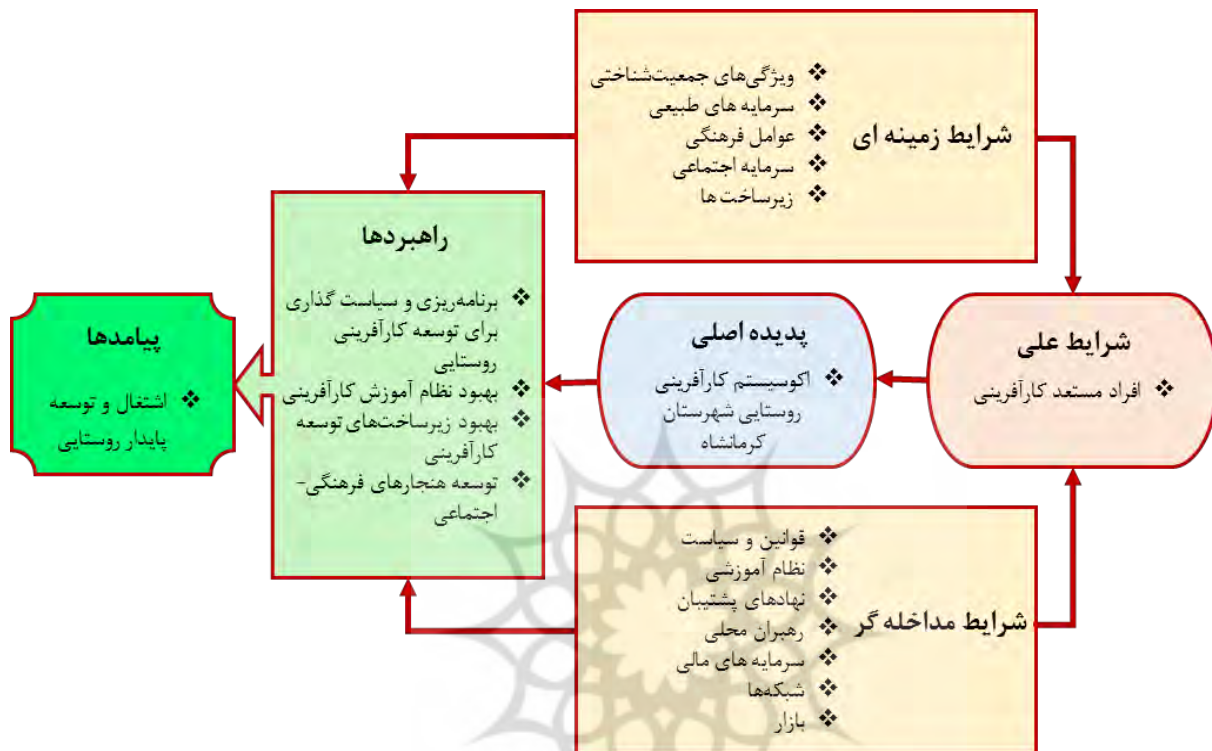 شرایط زمینه ای
❖ ویژگی‌های جمعیت‌شناختی
❖ سرمایه های طبیعی
❖ عوامل فرهنگی
❖ سرمایه اجتماعی
❖ زیرساخت ها
شرایط علی
❖ افراد مستعد کارآفرینی
پدیده اصلی
❖ اکوسیستم کارآفرینی
روستایی شهرستان
کرمانشاه
راهبردها
❖ برنامه‌ریزی و سیاست گذاری
برای توسعه کارآفرینی
روستایی
❖ بهبود نظام آموزش کارآفرینی
❖ بهبود زیرساخت‌های توسعه
کارآفرینی
❖ توسعه هنجارهای فرهنگی-
اجتماعی
پیامدها
❖ اشتغال و توسعه
پایدار روستایی
شرایط مداخله گر
❖ قوانین و سیاست
❖ نظام آموزشی
❖ نهادهای پشتیبان
❖ رهبران محلی
❖ سرمایه های مالی
❖ شبکه‌ها
❖ بازار